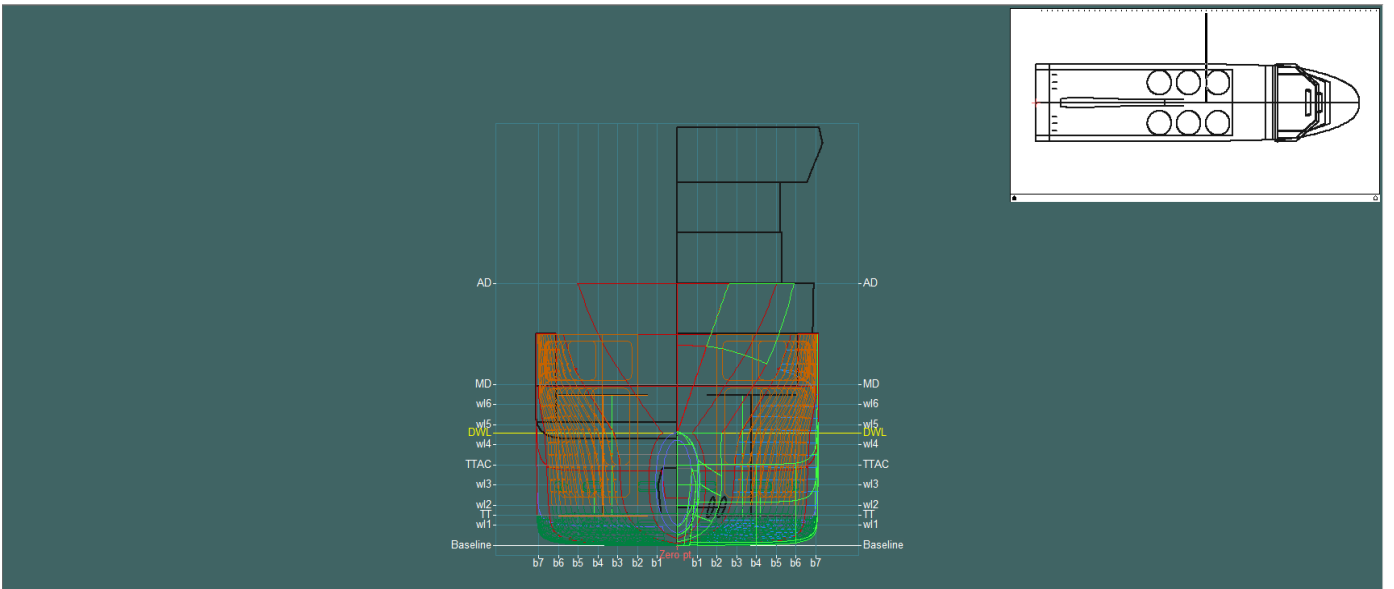 AD AD
MD MD
wl6 wl6
wl5 wl5
DWL DWL
wl4 wl4
TTAC TTAC
wl3 wl3
wl2 wl2
TT TT
wl1 wl1
Baseline Baseline
Zero pt
b7 b6 b5 b4 b3 b2 b1 b1 b2 b3 b4 b5 b6 b7